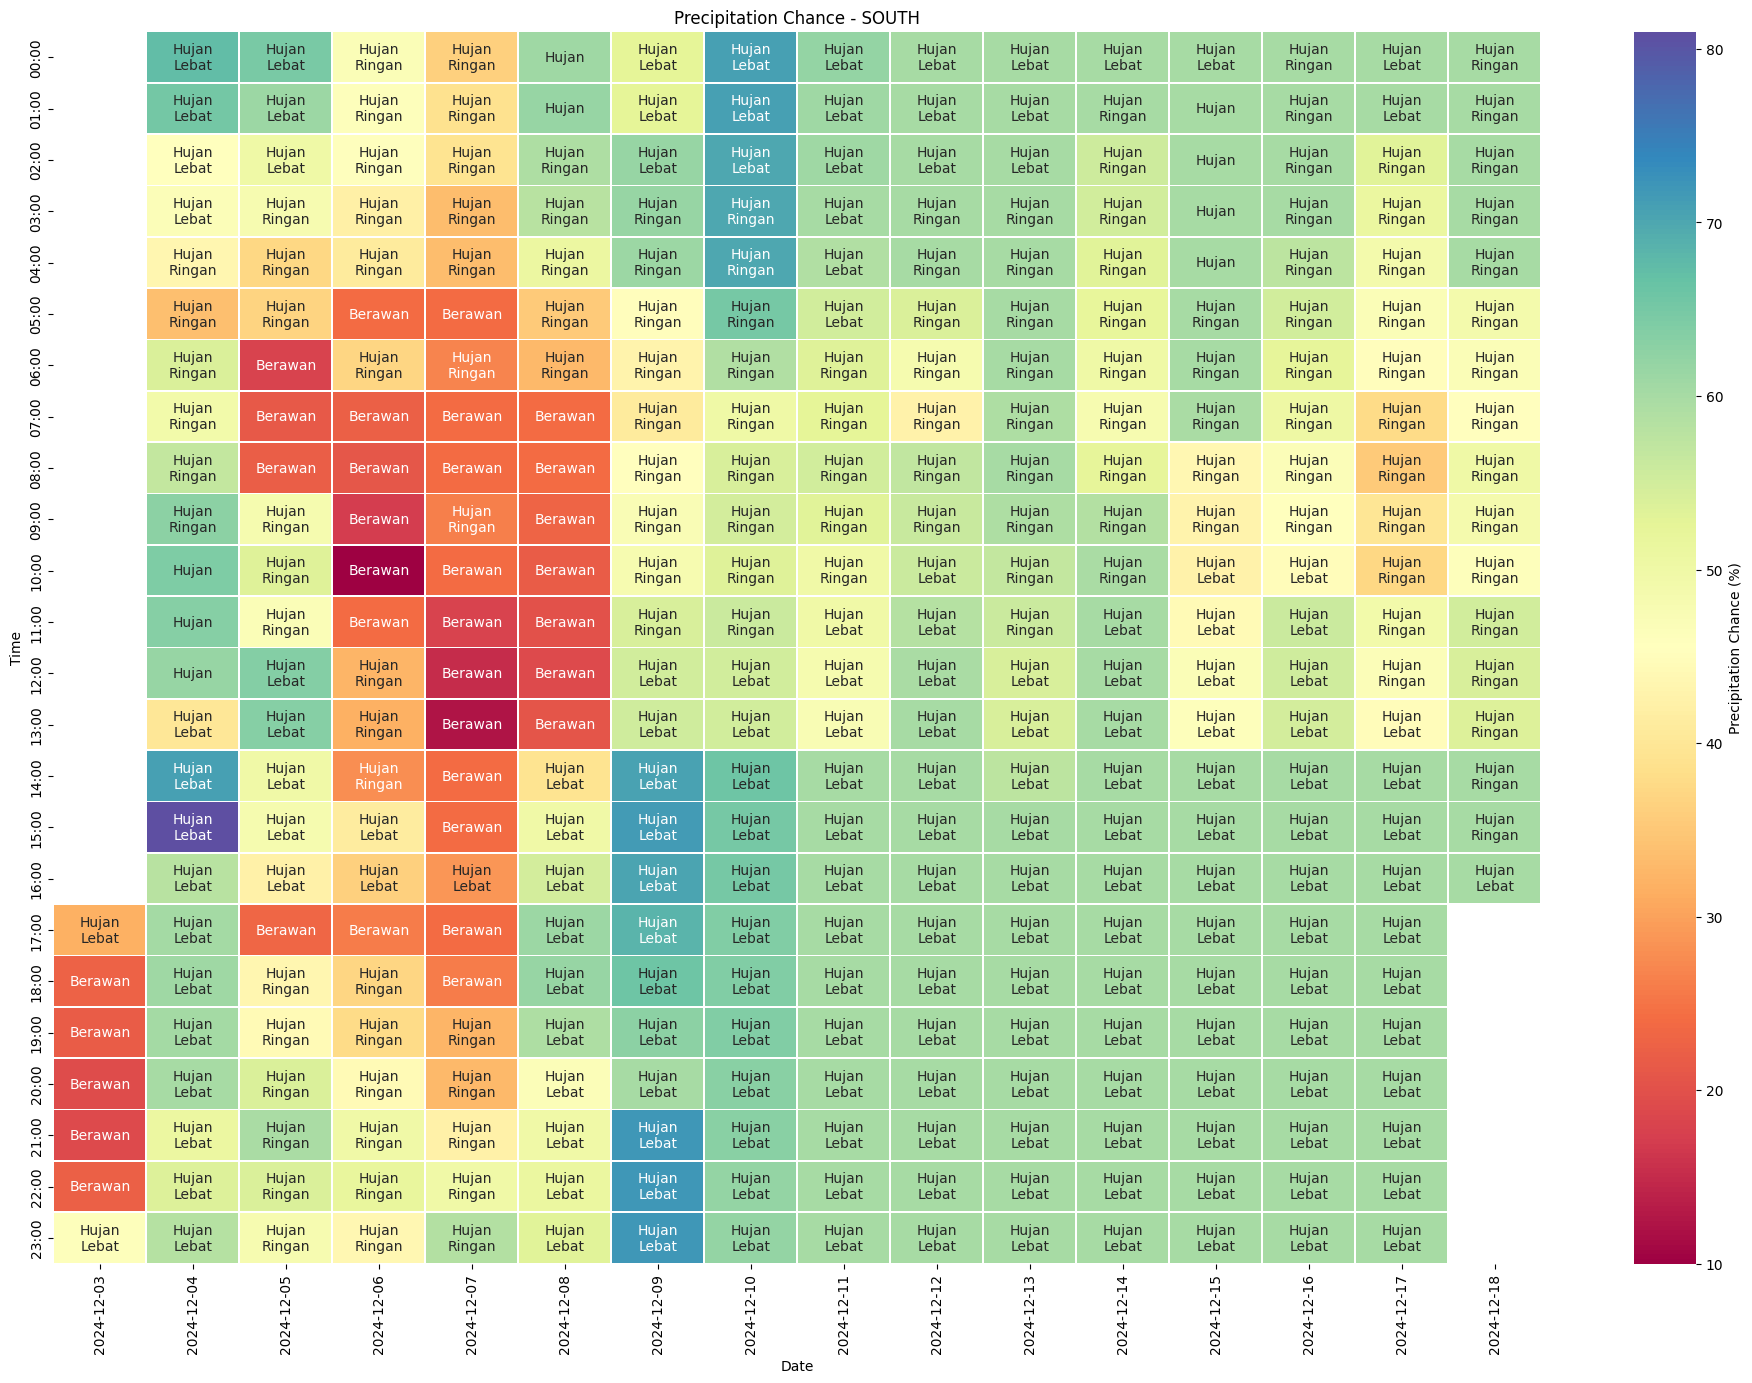 Precipitation Chance - SOUTH
00:00 Hujan Lebat Hujan Lebat Hujan Ringan Hujan Ringan Hujan Hujan Lebat Hujan Lebat Hujan Lebat Hujan Lebat Hujan Lebat Hujan Lebat Hujan Lebat Hujan Ringan Hujan Lebat Hujan Ringan
01:00 Hujan Lebat Hujan Lebat Hujan Ringan Hujan Ringan Hujan Hujan Lebat Hujan Lebat Hujan Lebat Hujan Lebat Hujan Lebat Hujan Ringan Hujan Hujan Ringan Hujan Lebat Hujan Ringan
02:00 Hujan Lebat Hujan Lebat Hujan Ringan Hujan Ringan Hujan Ringan Hujan Lebat Hujan Lebat Hujan Lebat Hujan Lebat Hujan Lebat Hujan Ringan Hujan Hujan Ringan Hujan Ringan Hujan Ringan
03:00 Hujan Lebat Hujan Ringan Hujan Ringan Hujan Ringan Hujan Ringan Hujan Ringan Hujan Ringan Hujan Lebat Hujan Ringan Hujan Ringan Hujan Ringan Hujan Hujan Ringan Hujan Ringan Hujan Ringan
04:00 Hujan Ringan Hujan Ringan Hujan Ringan Hujan Ringan Hujan Ringan Hujan Ringan Hujan Ringan Hujan Lebat Hujan Ringan Hujan Ringan Hujan Ringan Hujan Hujan Ringan Hujan Ringan Hujan Ringan
05:00 Hujan Ringan Hujan Ringan Berawan Berawan Hujan Ringan Hujan Ringan Hujan Ringan Hujan Lebat Hujan Ringan Hujan Ringan Hujan Ringan Hujan Ringan Hujan Ringan Hujan Ringan Hujan Ringan
06:00 Hujan Ringan Berawan Hujan Ringan Hujan Ringan Hujan Ringan Hujan Ringan Hujan Ringan Hujan Ringan Hujan Ringan Hujan Ringan Hujan Ringan Hujan Ringan Hujan Ringan Hujan Ringan Hujan Ringan
07:00 Hujan Ringan Berawan Berawan Berawan Berawan Hujan Ringan Hujan Ringan Hujan Ringan Hujan Ringan Hujan Ringan Hujan Ringan Hujan Ringan Hujan Ringan Hujan Ringan Hujan Ringan
08:00 Hujan Ringan Berawan Berawan Berawan Berawan Hujan Ringan Hujan Ringan Hujan Ringan Hujan Ringan Hujan Ringan Hujan Ringan Hujan Ringan Hujan Ringan Hujan Ringan Hujan Ringan
09:00 Hujan Ringan Hujan Ringan Berawan Hujan Ringan Berawan Hujan Ringan Hujan Ringan Hujan Ringan Hujan Ringan Hujan Ringan Hujan Ringan Hujan Ringan Hujan Ringan Hujan Ringan Hujan Ringan
10:00 Hujan Hujan Ringan Berawan Berawan Berawan Hujan Ringan Hujan Ringan Hujan Ringan Hujan Lebat Hujan Ringan Hujan Ringan Hujan Lebat Hujan Lebat Hujan Ringan Hujan Ringan
11:00 Hujan Hujan Ringan Berawan Berawan Berawan Hujan Ringan Hujan Ringan Hujan Lebat Hujan Lebat Hujan Ringan Hujan Lebat Hujan Lebat Hujan Lebat Hujan Ringan Hujan Ringan
12:00 Hujan Hujan Lebat Hujan Ringan Berawan Berawan Hujan Lebat Hujan Lebat Hujan Lebat Hujan Lebat Hujan Lebat Hujan Lebat Hujan Lebat Hujan Lebat Hujan Ringan Hujan Ringan
13:00 Hujan Lebat Hujan Lebat Hujan Ringan Berawan Berawan Hujan Lebat Hujan Lebat Hujan Lebat Hujan Lebat Hujan Lebat Hujan Lebat Hujan Lebat Hujan Lebat Hujan Lebat Hujan Ringan
14:00 Hujan Lebat Hujan Lebat Hujan Ringan Berawan Hujan Lebat Hujan Lebat Hujan Lebat Hujan Lebat Hujan Lebat Hujan Lebat Hujan Lebat Hujan Lebat Hujan Lebat Hujan Lebat Hujan Ringan
15:00 Hujan Lebat Hujan Lebat Hujan Lebat Berawan Hujan Lebat Hujan Lebat Hujan Lebat Hujan Lebat Hujan Lebat Hujan Lebat Hujan Lebat Hujan Lebat Hujan Lebat Hujan Lebat Hujan Ringan
16:00 Hujan Lebat Hujan Lebat Hujan Lebat Hujan Lebat Hujan Lebat Hujan Lebat Hujan Lebat Hujan Lebat Hujan Lebat Hujan Lebat Hujan Lebat Hujan Lebat Hujan Lebat Hujan Lebat Hujan Lebat
17:00 Hujan Lebat Hujan Lebat Berawan Berawan Berawan Hujan Lebat Hujan Lebat Hujan Lebat Hujan Lebat Hujan Lebat Hujan Lebat Hujan Lebat Hujan Lebat Hujan Lebat Hujan Lebat
18:00 Berawan Hujan Lebat Hujan Ringan Hujan Ringan Berawan Hujan Lebat Hujan Lebat Hujan Lebat Hujan Lebat Hujan Lebat Hujan Lebat Hujan Lebat Hujan Lebat Hujan Lebat Hujan Lebat
19:00 Berawan Hujan Lebat Hujan Ringan Hujan Ringan Hujan Ringan Hujan Lebat Hujan Lebat Hujan Lebat Hujan Lebat Hujan Lebat Hujan Lebat Hujan Lebat Hujan Lebat Hujan Lebat Hujan Lebat
20:00 Berawan Hujan Lebat Hujan Ringan Hujan Ringan Hujan Ringan Hujan Lebat Hujan Lebat Hujan Lebat Hujan Lebat Hujan Lebat Hujan Lebat Hujan Lebat Hujan Lebat Hujan Lebat Hujan Lebat
21:00 Berawan Hujan Lebat Hujan Ringan Hujan Ringan Hujan Ringan Hujan Lebat Hujan Lebat Hujan Lebat Hujan Lebat Hujan Lebat Hujan Lebat Hujan Lebat Hujan Lebat Hujan Lebat Hujan Lebat
22:00 Berawan Hujan Lebat Hujan Ringan Hujan Ringan Hujan Ringan Hujan Lebat Hujan Lebat Hujan Lebat Hujan Lebat Hujan Lebat Hujan Lebat Hujan Lebat Hujan Lebat Hujan Lebat Hujan Lebat
23:00 Hujan Lebat Hujan Lebat Hujan Ringan Hujan Ringan Hujan Ringan Hujan Lebat Hujan Lebat Hujan Lebat Hujan Lebat Hujan Lebat Hujan Lebat Hujan Lebat Hujan Lebat Hujan Lebat Hujan Lebat
Time
2024-12-03 2024-12-04 2024-12-05 2024-12-06 2024-12-07 2024-12-08 2024-12-09 2024-12-10 2024-12-11 2024-12-12 2024-12-13 2024-12-14 2024-12-15 2024-12-16 2024-12-17 2024-12-18
Date
80
70
60
50
40
30
20
10
Precipitation Chance (%)